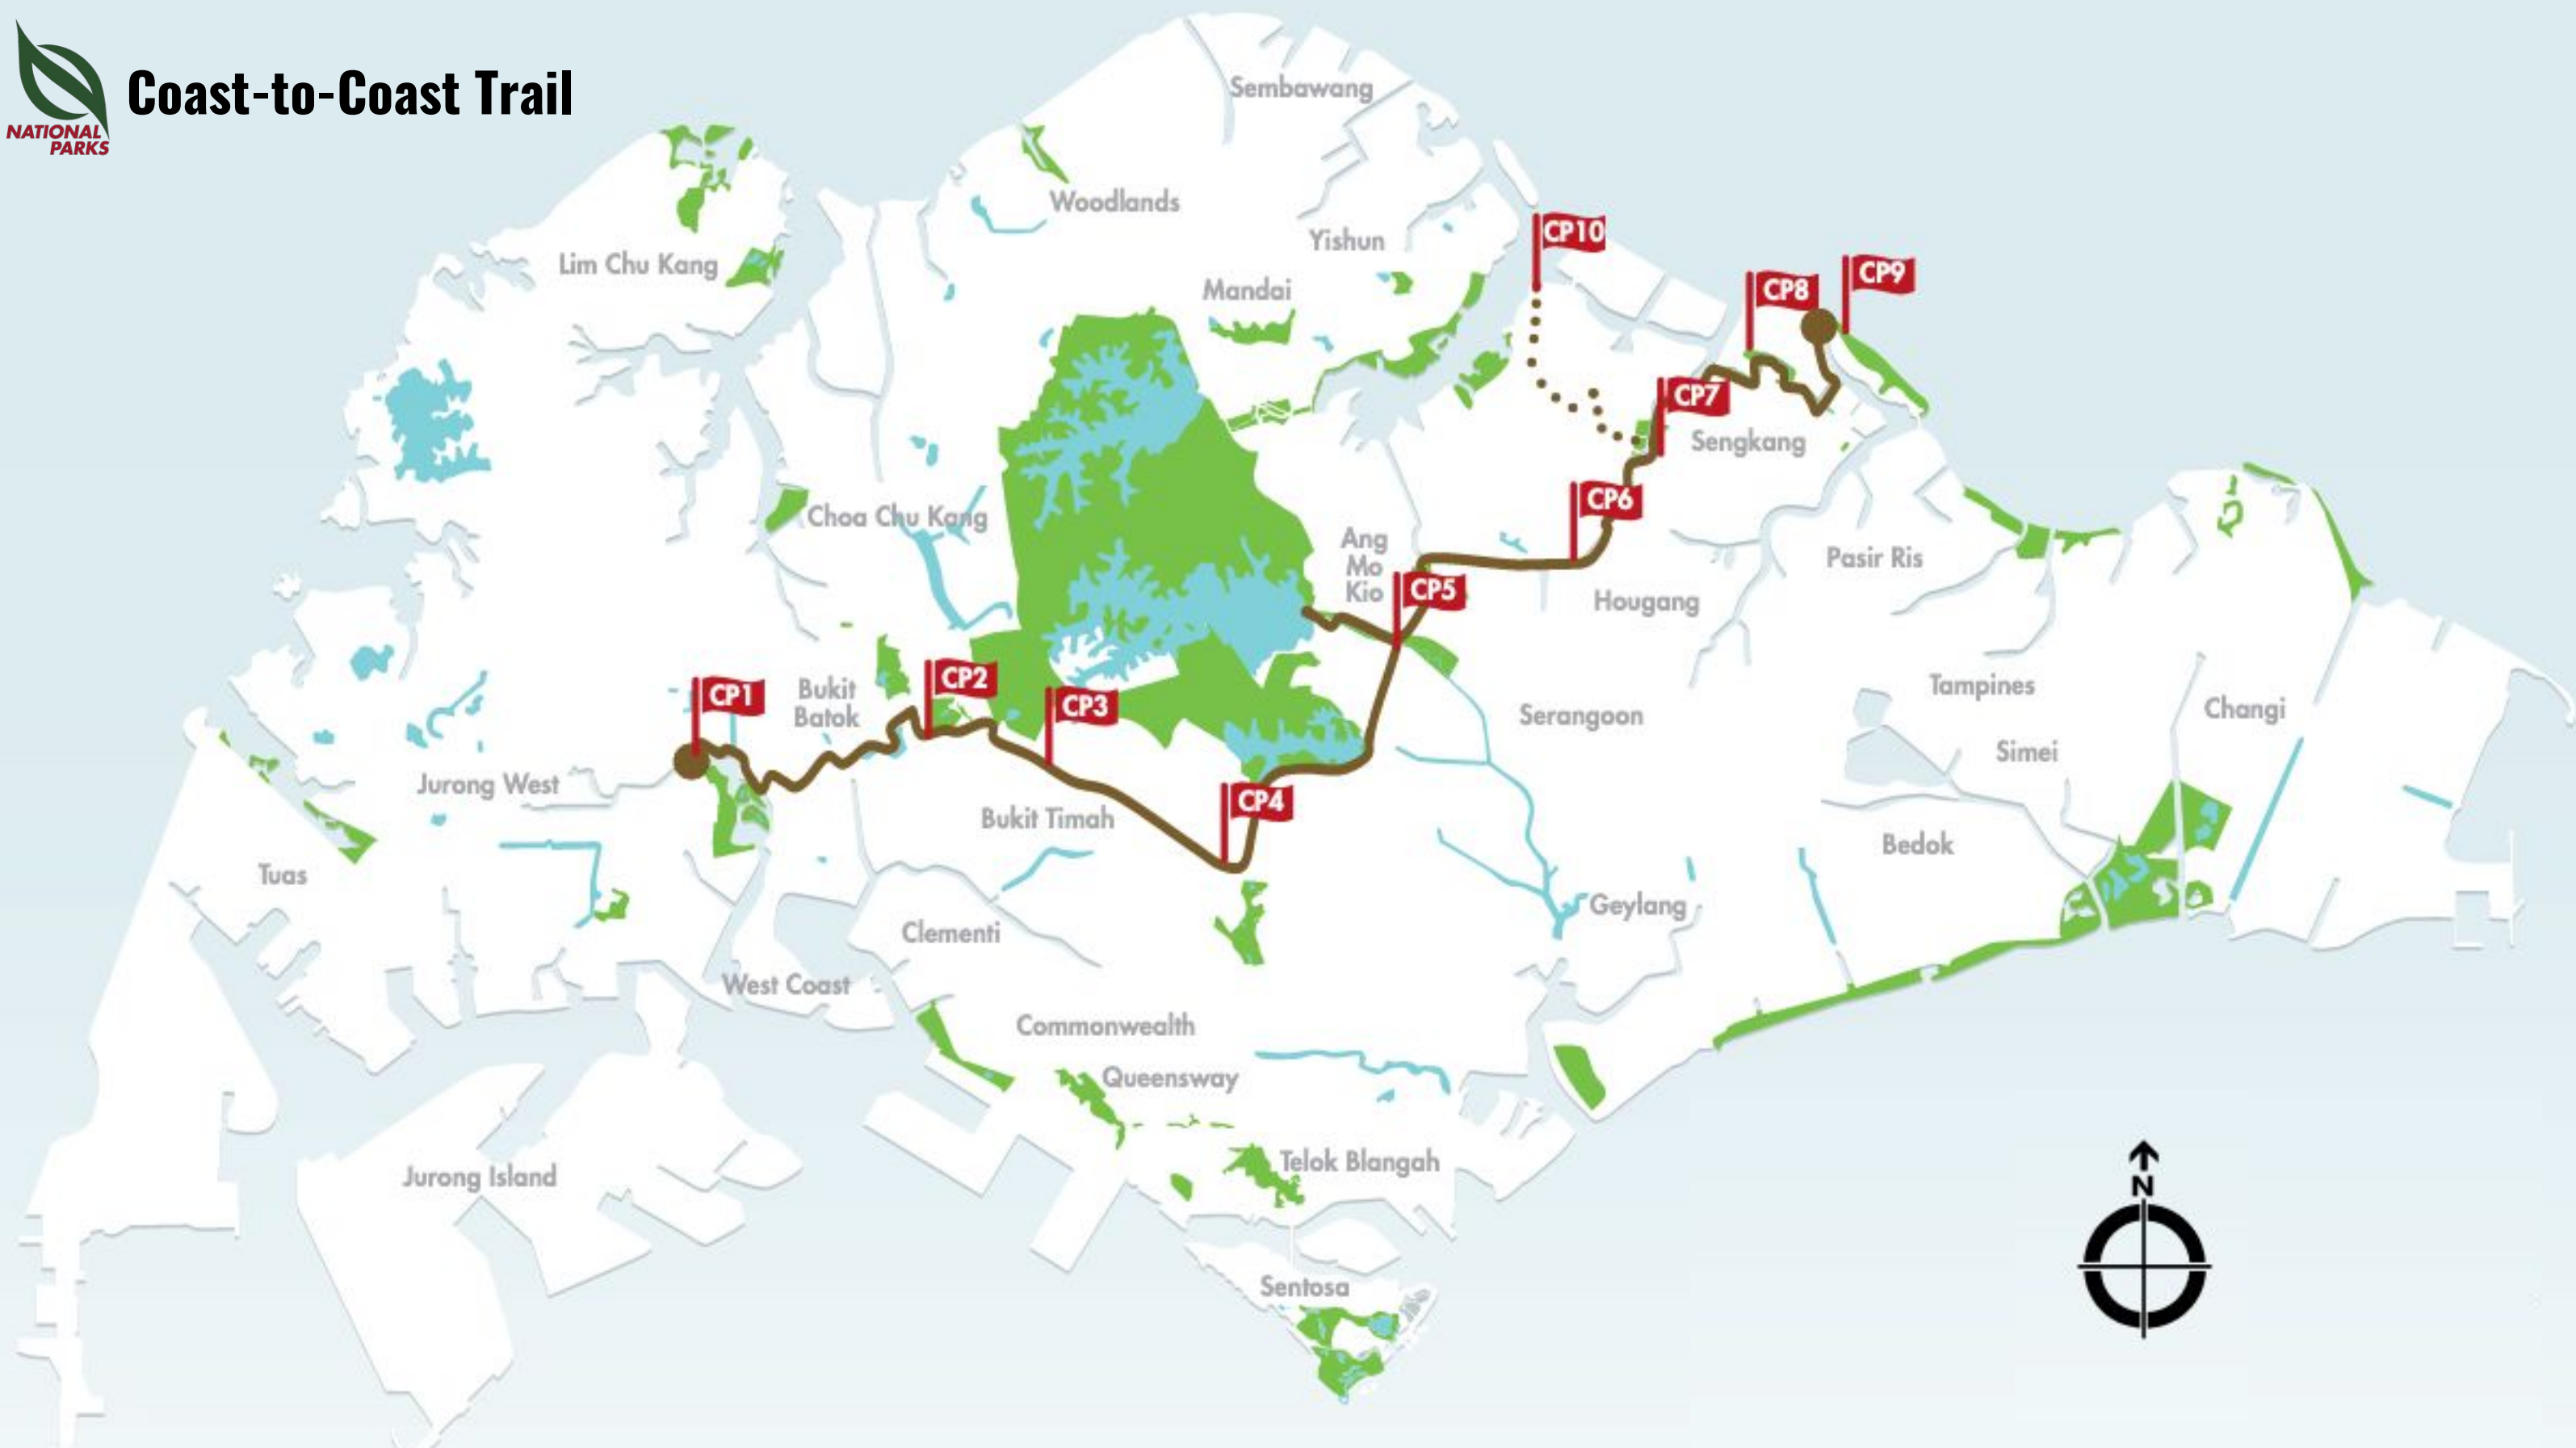 NATIONAL
PARKS
Coast-to-Coast Trail
Sembawang
Woodlands
Yishun
CP10
Lim Chu Kang
Mandai
CP8
CP9
CP7
Sengkang
CP6
Choa Chu Kang
Ang
Mo
Kio
CP5
Pasir Ris
Hougang
CP1
Bukit
Batok
CP2
CP3
Serangoon
Tampines
Changi
Simei
Jurong West
CP4
Bukit Timah
Bedok
Tuas
Geylang
Clementi
West Coast
Commonwealth
Queensway
Telok Blangah
Jurong Island
N
Sentosa